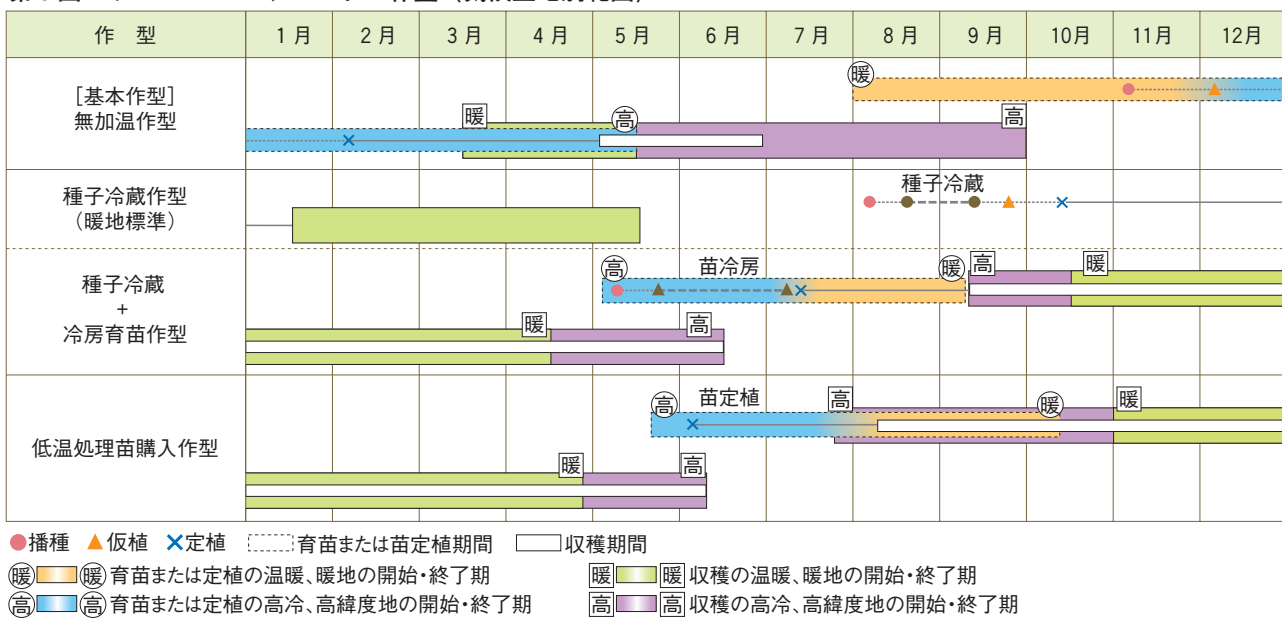 作 型 1月 2月 3月 4月 5月 6月 7月 8月 9月 10月 11月 12月
[基本作型]
無加温作型
暖
暖 高 高
種子冷蔵作型
（暖地標準）
種子冷蔵
種子冷蔵
+
冷房育苗作型
高 苗冷房 暖 高 暖
暖 高
低温処理苗購入作型
高 苗定植 高 暖 暖
暖 高
播種 仮植 定植 育苗または苗定植期間 収穫期間
暖 暖 育苗または定植の温暖、暖地の開始・終了期 暖 暖 収穫の温暖、暖地の開始・終了期
高 高 育苗または定植の高冷、高緯度地の開始・終了期 高 高 収穫の高冷、高緯度地の開始・終了期